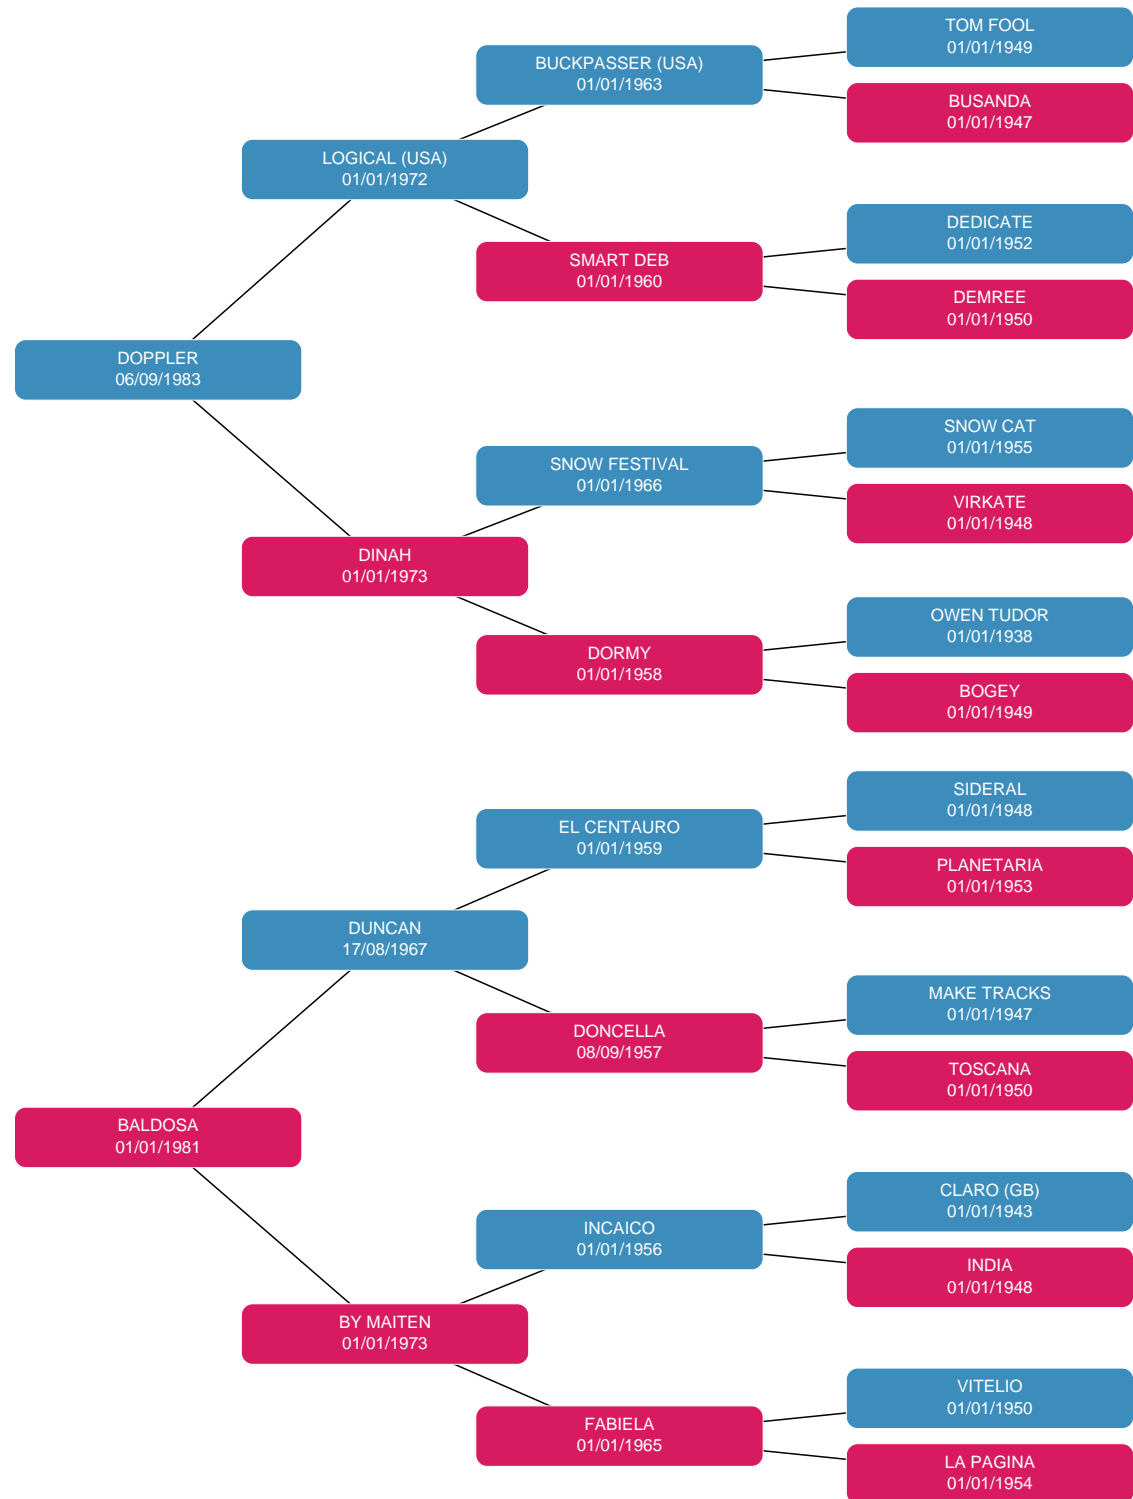 TOM FOOL
01/01/1949
BUCKPASSER (USA)
01/01/1963
BUSANDA
01/01/1947
LOGICAL (USA)
01/01/1972
DEDICATE
01/01/1952
SMART DEB
01/01/1960
DEMREE
01/01/1950
DOPPLER
06/09/1983
SNOW CAT
01/01/1955
SNOW FESTIVAL
01/01/1966
VIRKATE
01/01/1948
DINAH
01/01/1973
OWEN TUDOR
01/01/1938
DORMY
01/01/1958
BOGEY
01/01/1949
SIDERAL
01/01/1948
EL CENTAURO
01/01/1959
PLANETARIA
01/01/1953
DUNCAN
17/08/1967
MAKE TRACKS
01/01/1947
DONCELLA
08/09/1957
TOSCANA
01/01/1950
BALDOSA
01/01/1981
CLARO (GB)
01/01/1943
INCAICO
01/01/1956
INDIA
01/01/1948
BY MAITEN
01/01/1973
VITELIO
01/01/1950
FABIELA
01/01/1965
LA PAGINA
01/01/1954